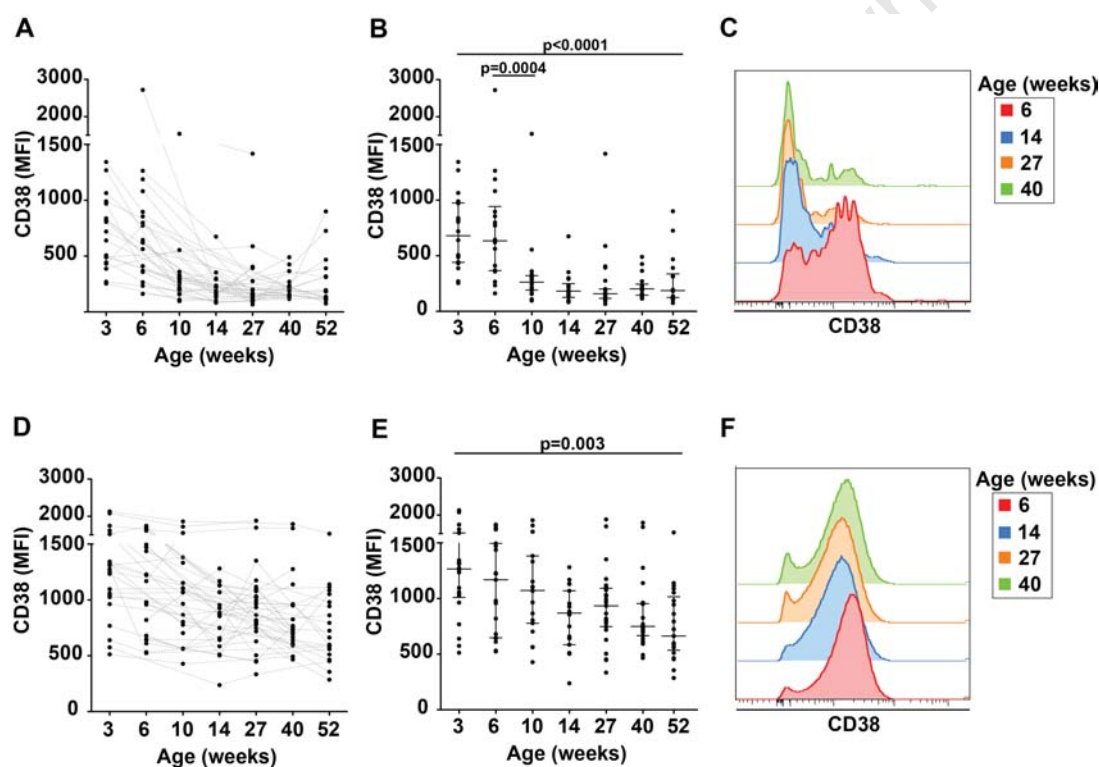 A
3000
2000
1500
1000
500
CD38 (MFI)
3 6 10 14 27 40 52
Age (weeks)
B
p<0.0001
p=0.0004
3000
2000
1500
1000
500
0
CD38 (MFI)
3 6 10 14 27 40 52
Age (weeks)
C
CD38
Age (weeks)
6
14
27
40
D
3000
2000
1500
1000
500
0
CD38 (MFI)
3 6 10 14 27 40 52
Age (weeks)
E
p=0.003
3000
2000
1500
1000
500
0
CD38 (MFI)
3 6 10 14 27 40 52
Age (weeks)
F
CD38
Age (weeks)
6
14
27
40